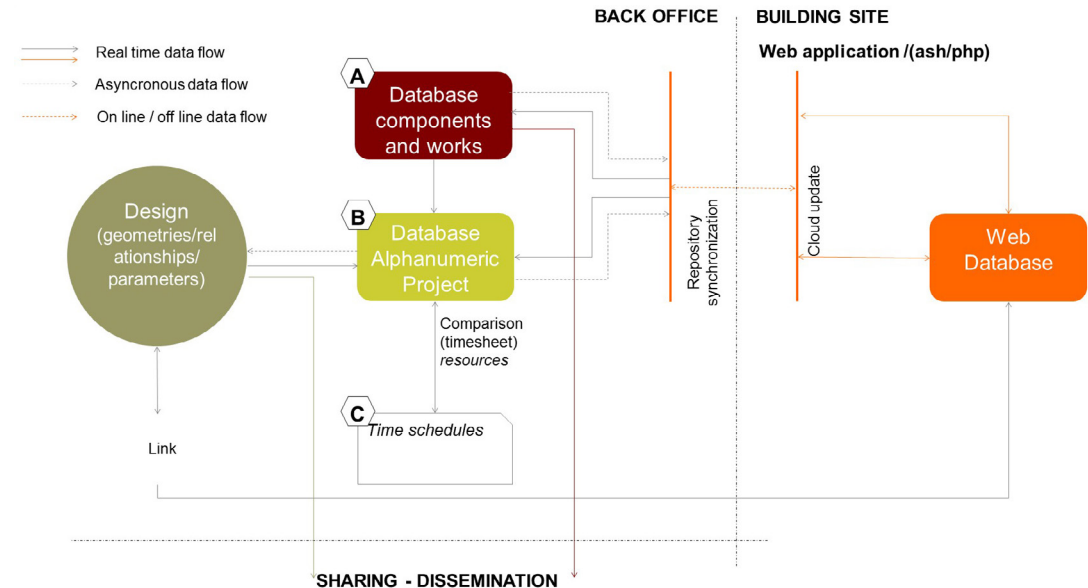 BACK OFFICE
BUILDING SITE
Web application /(ash/php)
Real time data flow
Asyncronous data flow
On line / off line data flow
A
Database
components
and works
B
Database
Alphanumeric
Project
Design
(geometries/rel
ationships/
parameters)
Repository
synchronization
Cloud update
Web
Database
Comparison
(timesheet)
resources
C
Time schedules
Link
SHARING - DISSEMINATION